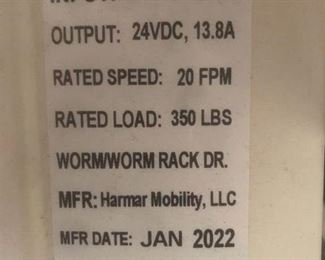 OUTPUT: 24VDC, 13.8A
RATED SPEED: 20 FPM
RATED LOAD: 350 LBS
WORM/WORM RACK DR.
MFR: Harmar Mobility, LLC
MFR DATE: JAN 2022